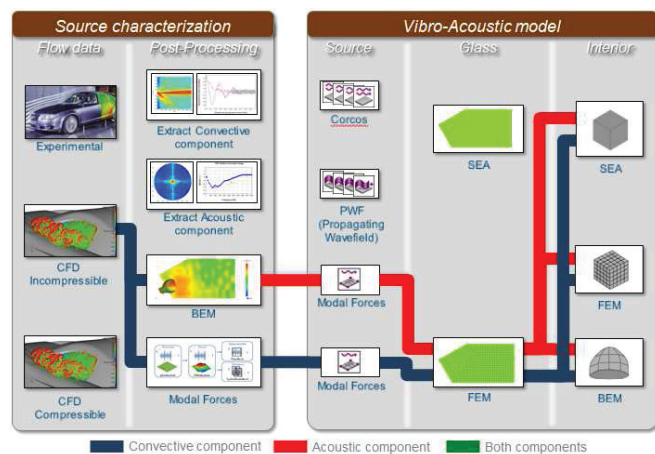 Source characterization
Vibro-Acoustic model
Flow data
Post-Processing
Source
Glass
Interior
Experimental
Extract Convective
component
Corcos
SEA
SEA
Extract Acoustic
component
PWF
(Propagating
Wavefield)
CFD
Incompressible
BEM
Modal Forces
FEM
CFD
Compressible
Modal Forces
Modal Forces
FEM
BEM
Convective component
Acoustic component
Both components